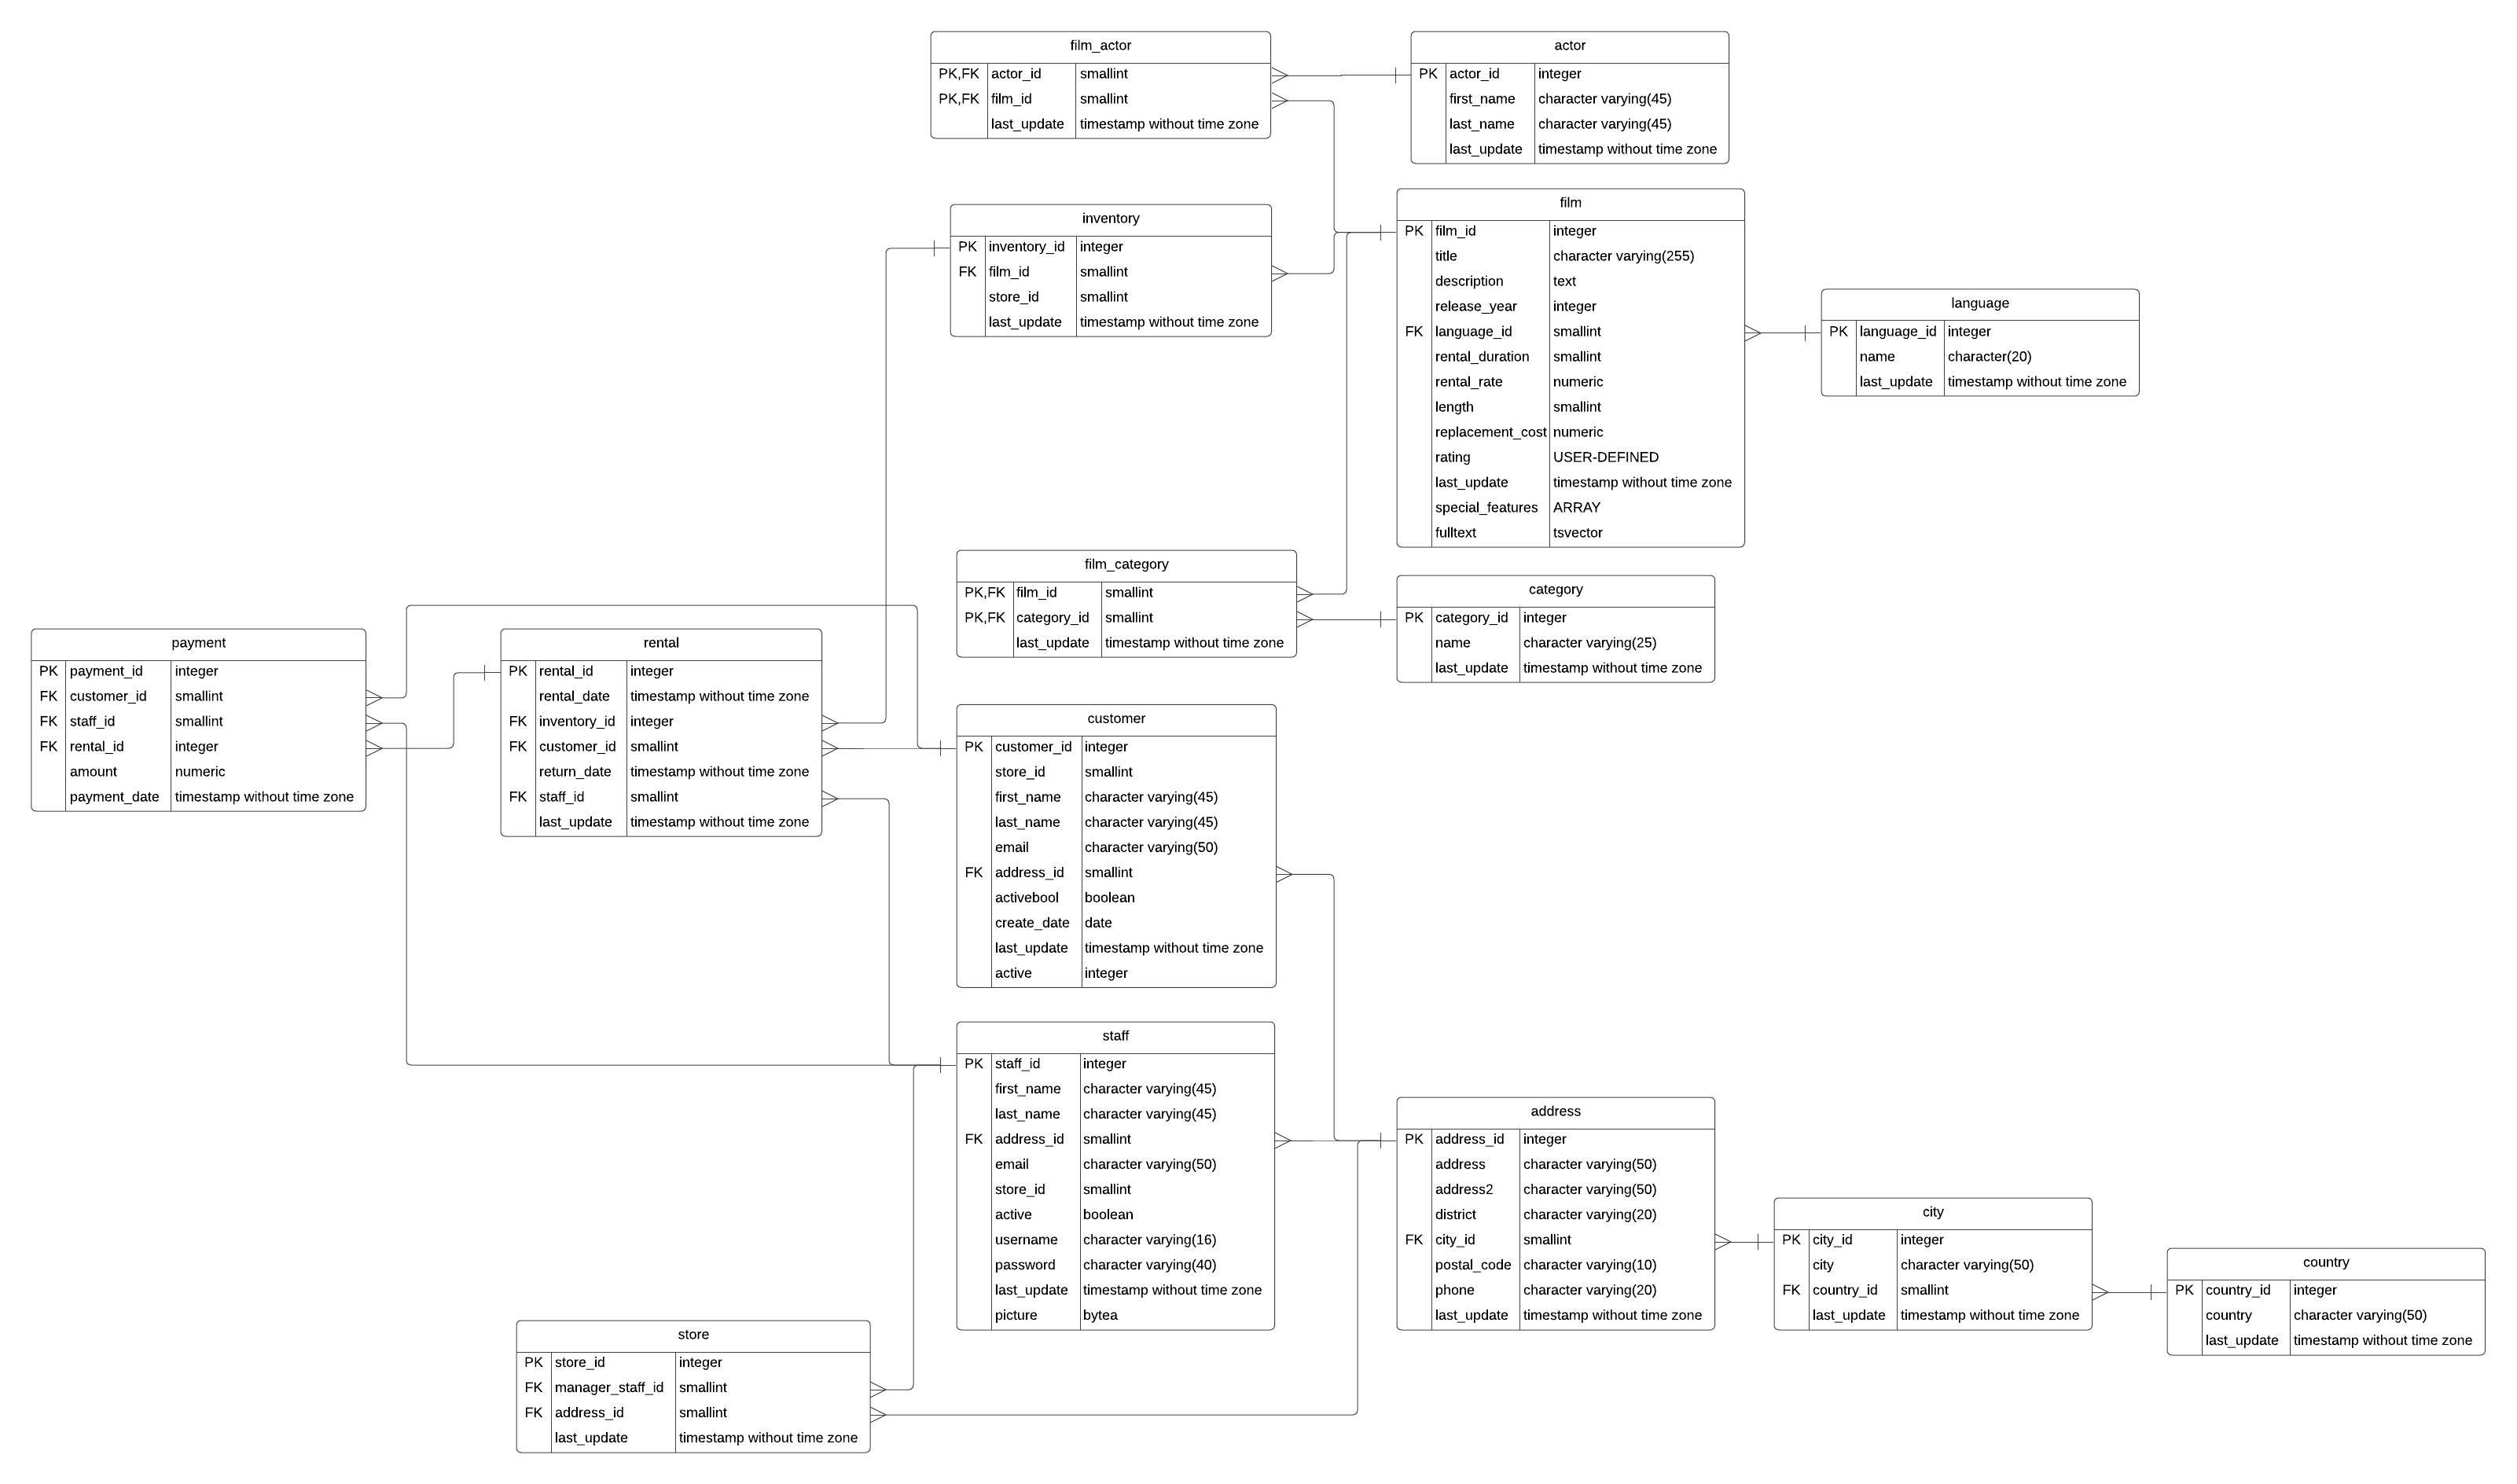 film_actor
PK,FK actor_id smallint
PK,FK film_id smallint
last_update timestamp without time zone
actor
PK actor_id integer
first_name character varying(45)
last_name character varying(45)
last_update timestamp without time zone
inventory
PK inventory_id integer
FK film_id smallint
store_id smallint
last_update timestamp without time zone
film
PK film_id integer
title character varying(255)
description text
release_year integer
FK language_id smallint
rental_duration smallint
rental_rate numeric
length smallint
replacement_cost numeric
rating USER-DEFINED
last_update timestamp without time zone
special_features ARRAY
fulltext tsvector
language
PK language_id integer
name character(20)
last_update timestamp without time zone
film_category
PK,FK film_id smallint
PK,FK category_id smallint
last_update timestamp without time zone
category
PK category_id integer
name character varying(25)
last_update timestamp without time zone
payment
PK payment_id integer
FK customer_id smallint
FK staff_id smallint
FK rental_id integer
amount numeric
payment_date timestamp without time zone
rental
PK rental_id integer
rental_date timestamp without time zone
FK inventory_id integer
FK customer_id smallint
return_date timestamp without time zone
FK staff_id smallint
last_update timestamp without time zone
customer
PK customer_id integer
store_id smallint
first_name character varying(45)
last_name character varying(45)
email character varying(50)
FK address_id smallint
activebool boolean
create_date date
last_update timestamp without time zone
active integer
staff
PK staff_id integer
first_name character varying(45)
last_name character varying(45)
FK address_id smallint
email character varying(50)
store_id smallint
active boolean
username character varying(16)
password character varying(40)
last_update timestamp without time zone
picture bytea
address
PK address_id integer
address character varying(50)
address2 character varying(50)
district character varying(20)
FK city_id smallint
postal_code character varying(10)
phone character varying(20)
last_update timestamp without time zone
city
PK city_id integer
city character varying(50)
FK country_id smallint
last_update timestamp without time zone
country
PK country_id integer
country character varying(50)
last_update timestamp without time zone
store
PK store_id integer
FK manager_staff_id smallint
FK address_id smallint
last_update timestamp without time zone